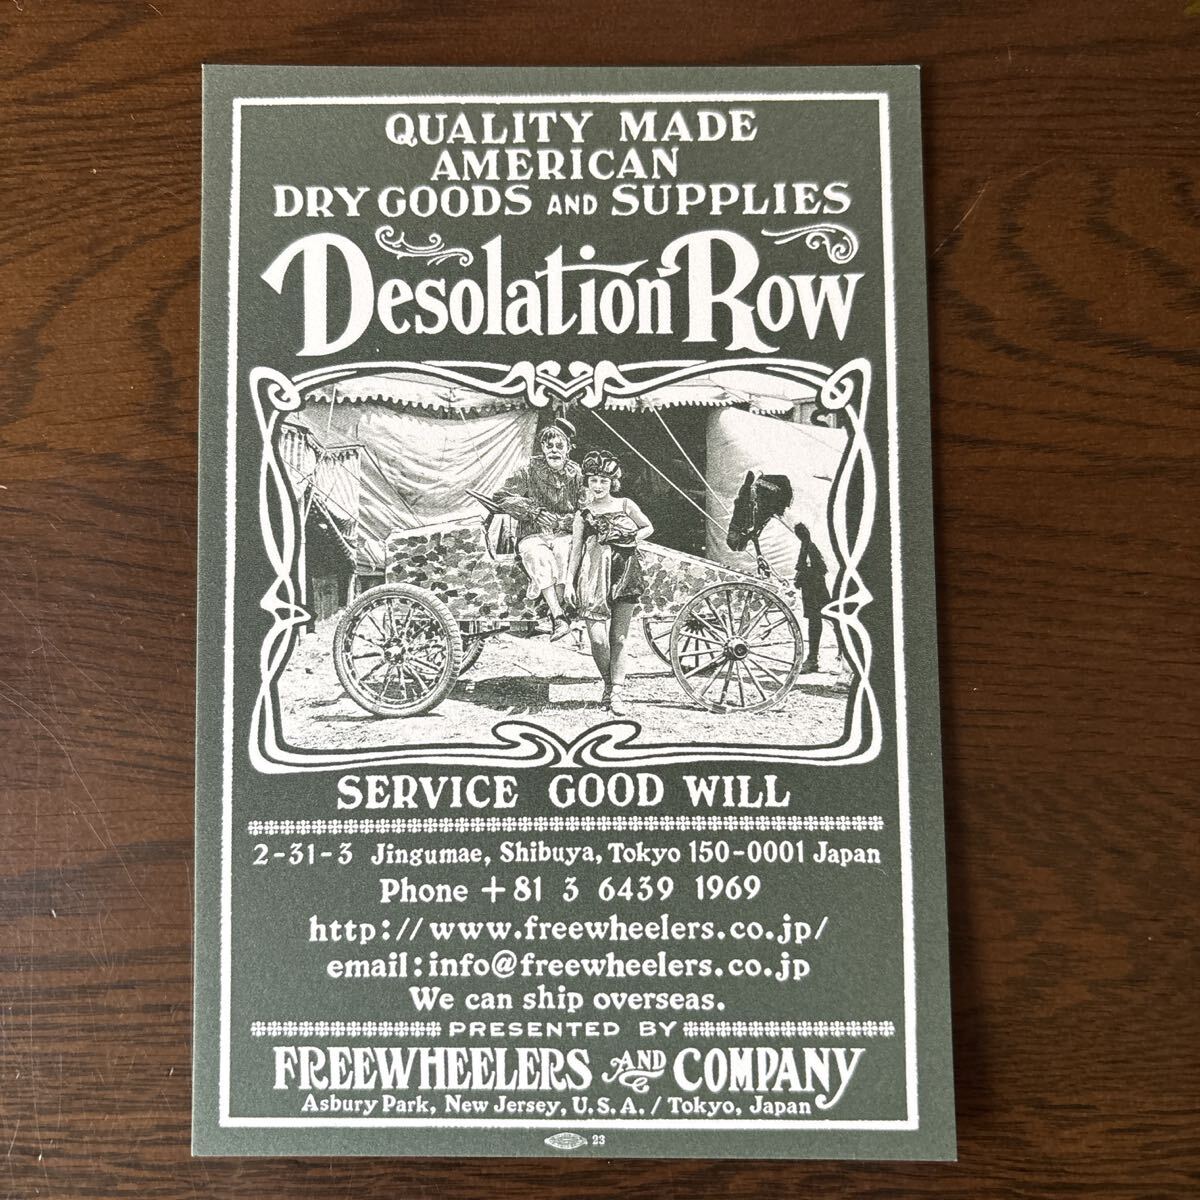 QUALITY MADE
AMERICAN
DRY GOODS AND SUPPLIES
Desolation Row
SERVICE GOOD WILL
2-31-3 Jingumae, Shibuya, Tokyo 150-0001 Japan
Phone +81 3 6439 1969
http://www.freewheelers.co.jp/
email:info@freewheelers.co.jp
We can ship overseas.
PRESENTED BY
FREEWHEELERS AND COMPANY
Asbury Park, New Jersey, U.S.A. / Tokyo, Japan
23